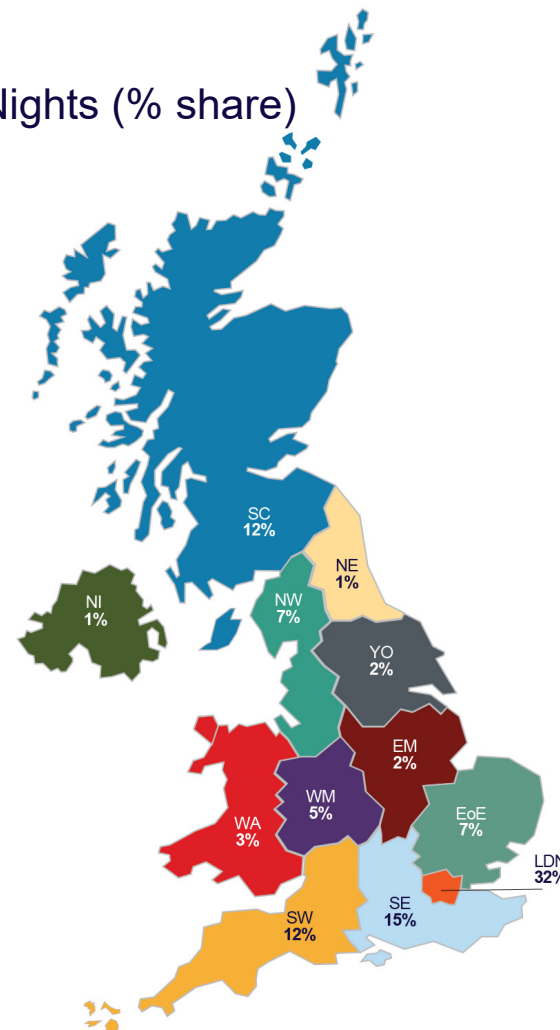 Nights (% share)
SC
12%
NE
1%
NI
1%
NW
7%
YO
2%
EM
2%
WM
5%
EoE
7%
WA
3%
LDN
32%
SE
15%
SW
12%